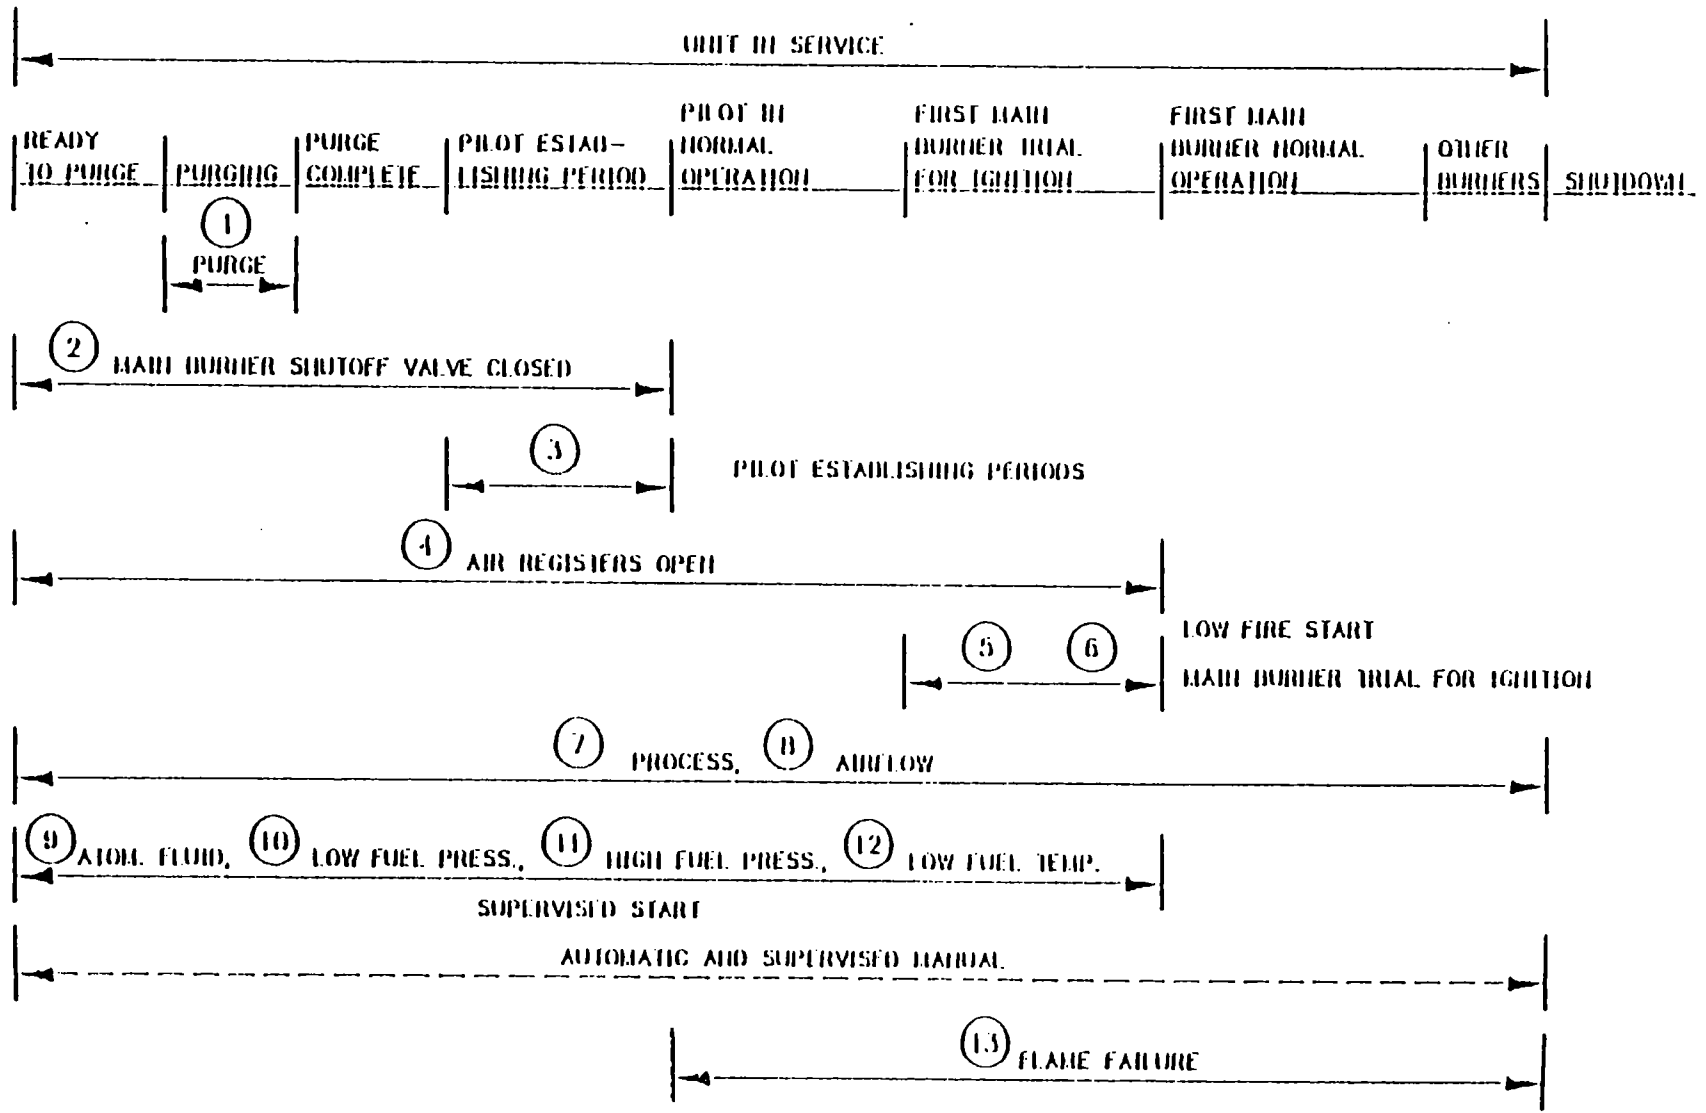 UNIT IN SERVICE
READY
TO PURGE
PURGING
PURGE
COMPLETE
PILOT ESTAB-
LISHING PERIOD
PILOT IN
NORMAL
OPERATION
FIRST MAIN
BURNER TRIAL
FOR IGNITION
FIRST MAIN
BURNER NORMAL
OPERATION
OTHER
BURNERS
SHUTDOWN
1
PURGE
2 MAIN BURNER SHUTOFF VALVE CLOSED
3 PILOT ESTABLISHING PERIODS
4 AIR REGISTERS OPEN
LOW FIRE START
5 6
MAIN BURNER TRIAL FOR IGNITION
7 PROCESS, 8 AIRFLOW
9 ATOM. FLUID, 10 LOW FUEL PRESS., 11 HIGH FUEL PRESS., 12 LOW FUEL TEMP.
SUPERVISED START
AUTOMATIC AND SUPERVISED MANUAL
13 FLAME FAILURE